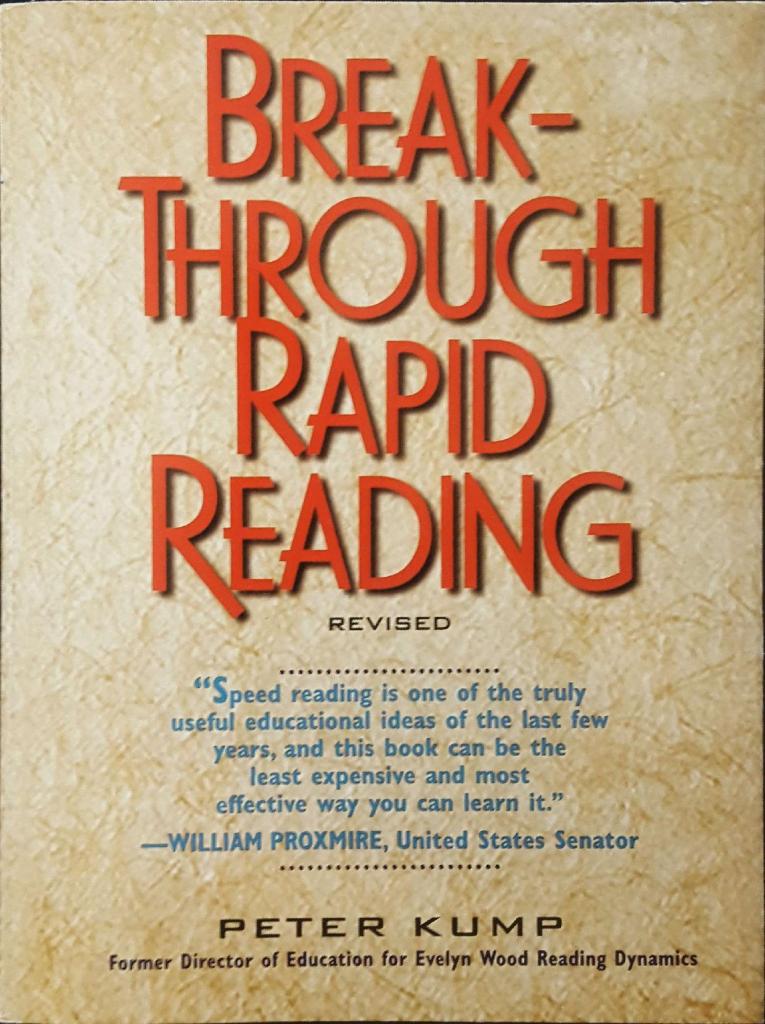 BREAK-
THROUGH
RAPID
READING
REVISED
“Speed reading is one of the truly
useful educational ideas of the last few
years, and this book can be the
least expensive and most
effective way you can learn it.”
—WILLIAM PROXMIRE, United States Senator
PETER KUMP
Former Director of Education for Evelyn Wood Reading Dynamics